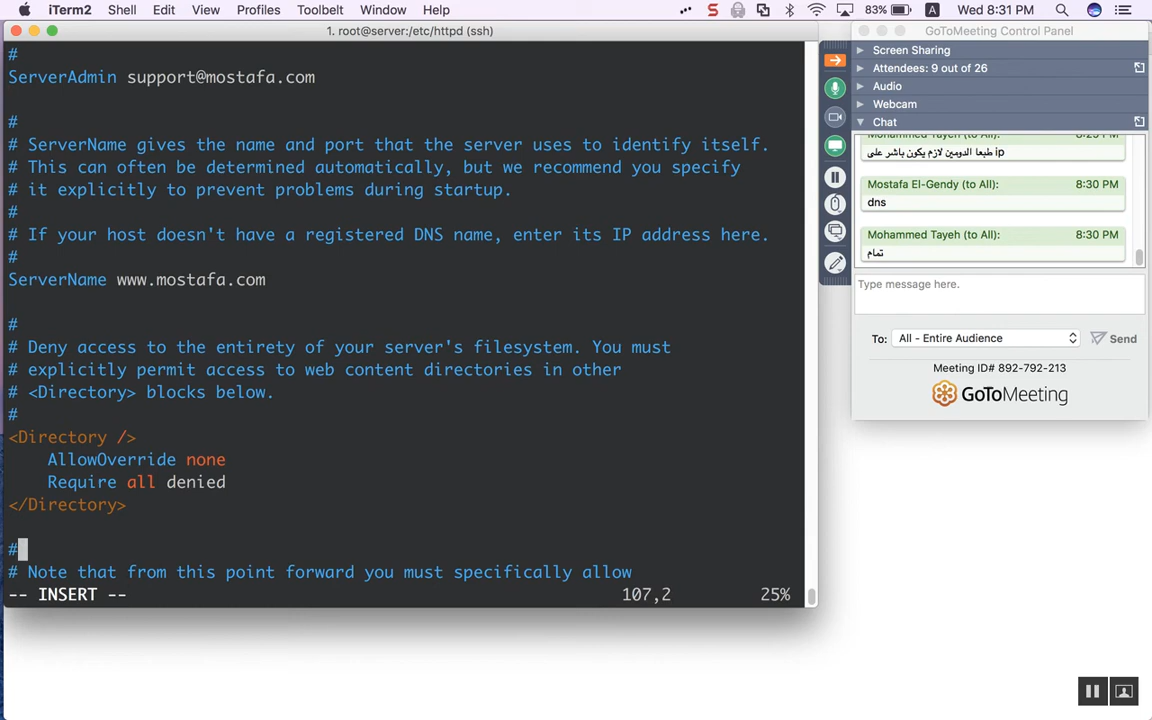 iTerm2 Shell Edit View Profiles Toolbelt Window Help 83% A Wed 8:31 PM
1. root@server:/etc/httpd (ssh)
#
ServerAdmin support@mostafa.com
#
# ServerName gives the name and port that the server uses to identify itself.
# This can often be determined automatically, but we recommend you specify
# it explicitly to prevent problems during startup.
#
# If your host doesn't have a registered DNS name, enter its IP address here.
#
ServerName www.mostafa.com
#
# Deny access to the entirety of your server's filesystem. You must
# explicitly permit access to web content directories in other
# <Directory> blocks below.
#
<Directory />
AllowOverride none
Require all denied
</Directory>
#
# Note that from this point forward you must specifically allow
-- INSERT -- 107,2 25%
GoToMeeting Control Panel
Screen Sharing
Attendees: 9 out of 26
Audio
Webcam
Chat
Mohammed Tayeh (to All):
طبعا الدومين لازم يكون باشر على ip
Mostafa El-Gendy (to All): 8:30 PM
dns
Mohammed Tayeh (to All): 8:30 PM
تمام
Type message here.
To: All - Entire Audience Send
Meeting ID# 892-792-213
GoToMeeting